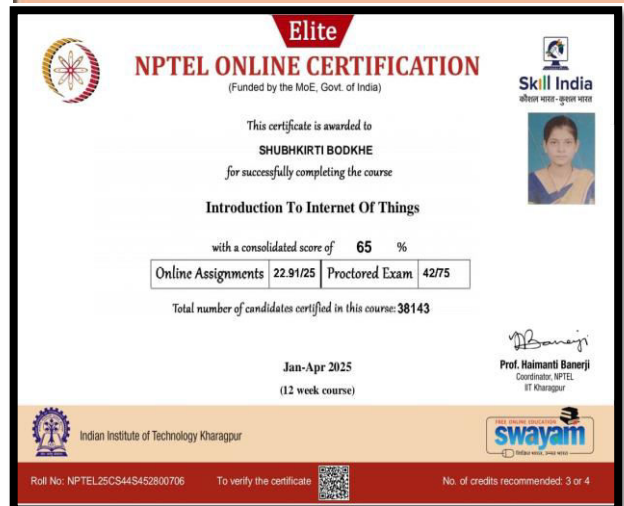 Elite
NPTEL ONLINE CERTIFICATION
(Funded by the MoE, Govt. of India)
Skill India
कौशल भारत - कुशल भारत
This certificate is awarded to
SHUBHKIRTI BODKHE
for successfully completing the course
Introduction To Internet Of Things
with a consolidated score of 65 %
Online Assignments 22.91/25 Proctored Exam 42/75
Total number of candidates certified in this course: 38143
Jan-Apr 2025
(12 week course)
Prof. Haimanti Banerji
Coordinator, NPTEL
IIT Kharagpur
Indian Institute of Technology Kharagpur
FREE ONLINE EDUCATION
swayam
शिक्षित भारत, उन्नत भारत
Roll No: NPTEL25CS44S452800706 To verify the certificate No. of credits recommended: 3 or 4